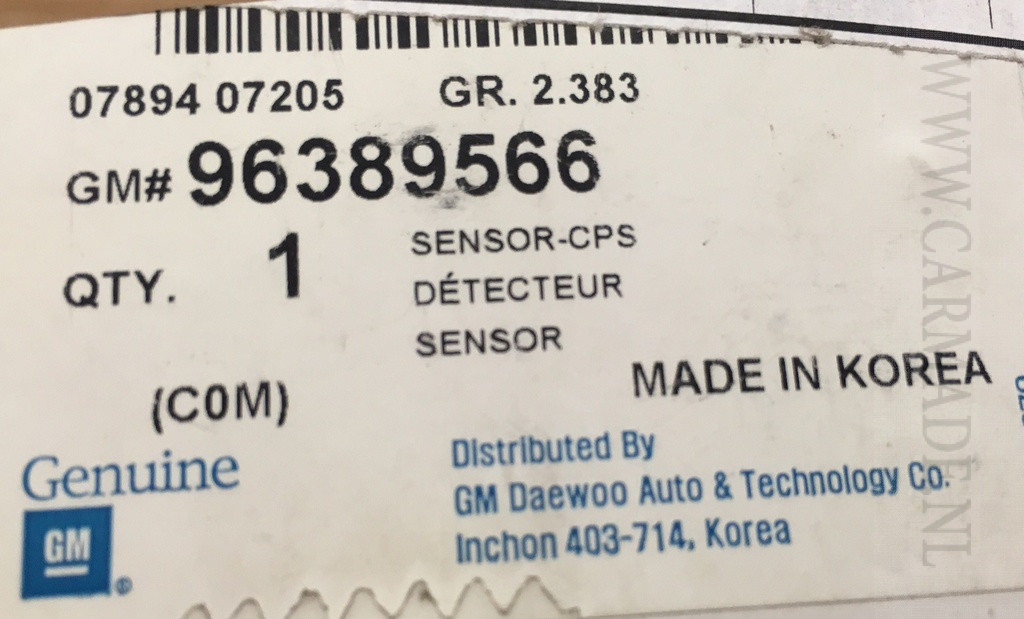 07894 07205 GR. 2.383
GM# 96389566
QTY. 1 SENSOR-CPS
DÉTECTEUR
SENSOR
(C0M)
MADE IN KOREA
Genuine
GM
®
Distributed By
GM Daewoo Auto & Technology Co.
Inchon 403-714, Korea
WWW.CARMADE.NL